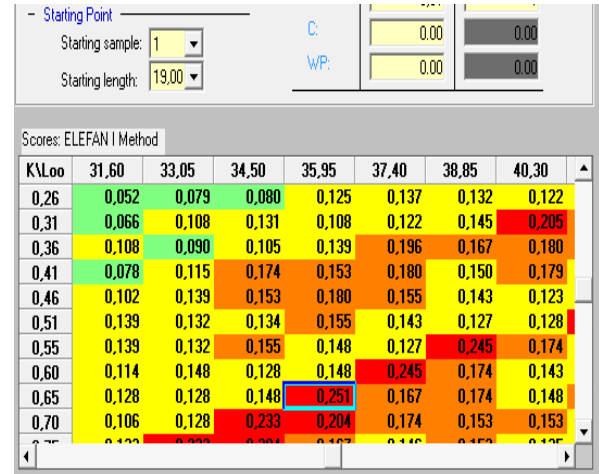 Starting Point
Starting sample: 1
Starting length: 19,00
C: 0.00 0.00
WP: 0.00 0.00
Scores: ELEFAN I Method
K\Loo 31,60 33,05 34,50 35,95 37,40 38,85 40,30
0,26 0,052 0,079 0,080 0,125 0,137 0,132 0,122
0,31 0,066 0,108 0,131 0,108 0,122 0,145 0,205
0,36 0,108 0,090 0,105 0,139 0,196 0,167 0,180
0,41 0,078 0,115 0,174 0,153 0,180 0,150 0,179
0,46 0,102 0,139 0,153 0,180 0,155 0,143 0,123
0,51 0,139 0,132 0,134 0,155 0,143 0,127 0,128
0,55 0,139 0,132 0,155 0,148 0,127 0,245 0,174
0,60 0,114 0,148 0,128 0,148 0,245 0,174 0,143
0,65 0,128 0,128 0,148 0,251 0,167 0,174 0,148
0,70 0,106 0,128 0,233 0,204 0,174 0,153 0,153